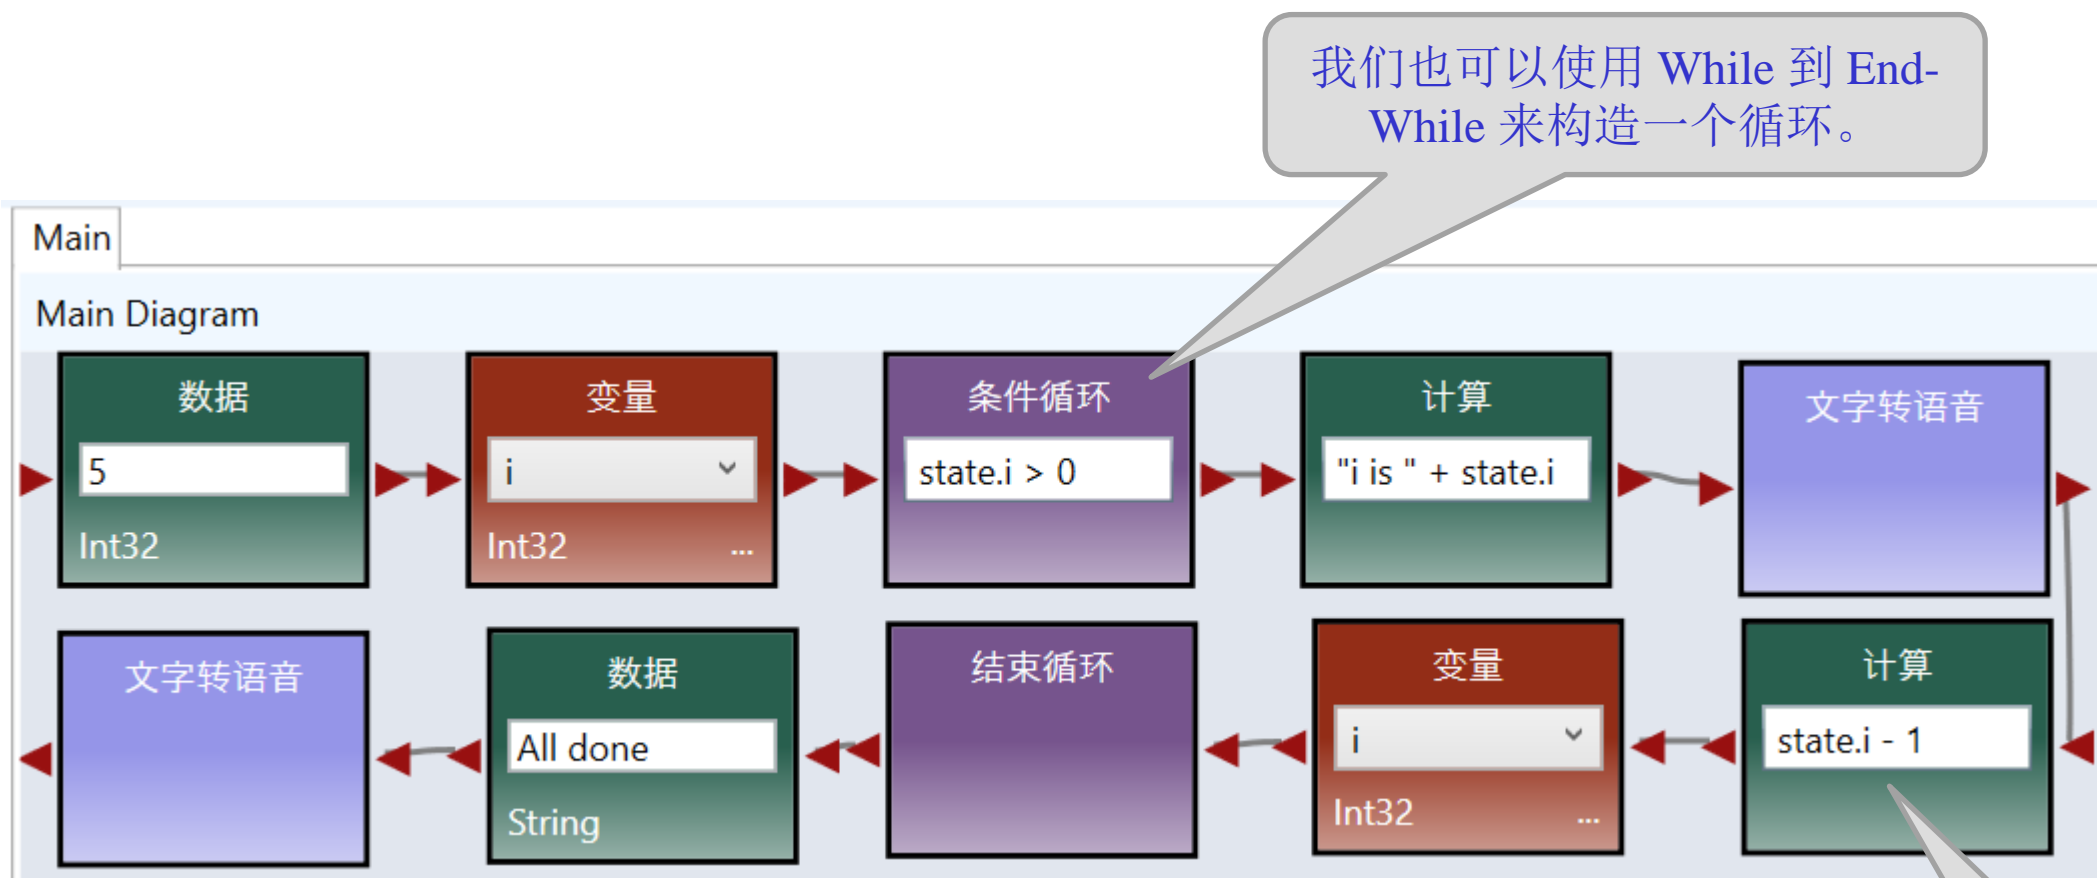 我们也可以使用 While 到 End-
While 来构造一个循环。
Main
Main Diagram
数据
5
Int32
变量
i
Int32
...
条件循环
state.i > 0
计算
"i is " + state.i
文字转语音
文字转语音
数据
All done
String
结束循环
变量
i
Int32
...
计算
state.i - 1